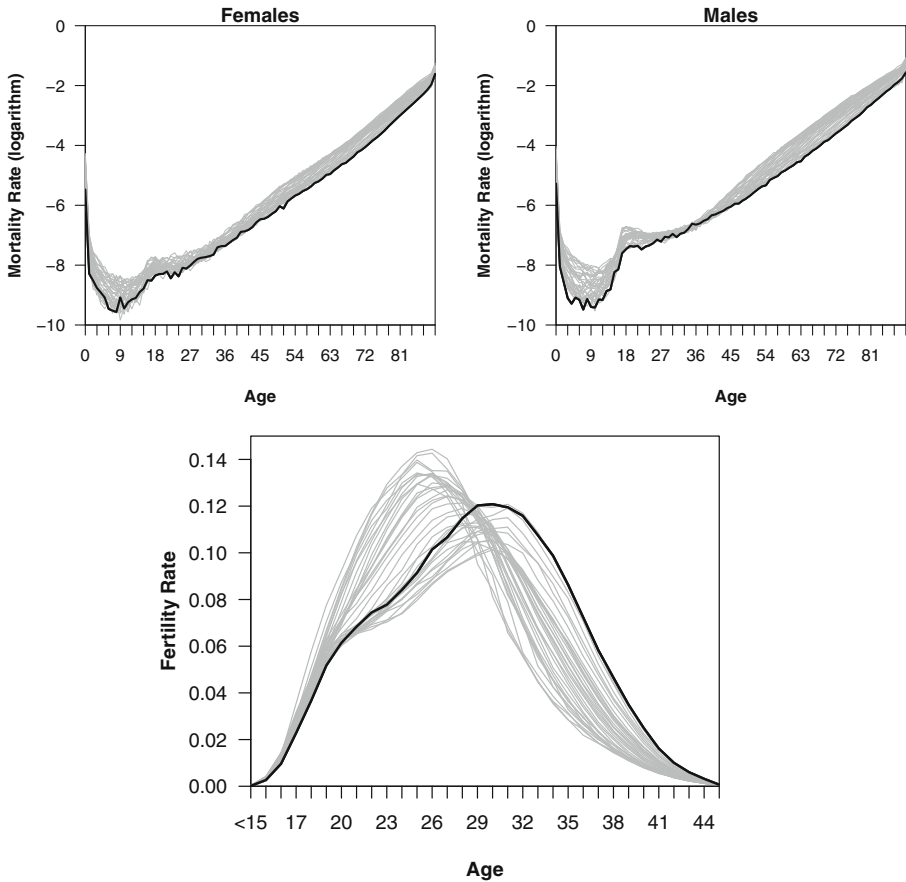 Females
Mortality Rate (logarithm)
0
−2
−4
−6
−8
−10
0 9 18 27 36 45 54 63 72 81
Age
Males
Mortality Rate (logarithm)
0
−2
−4
−6
−8
−10
0 9 18 27 36 45 54 63 72 81
Age
Fertility Rate
0.14
0.12
0.10
0.08
0.06
0.04
0.02
0.00
<15 17 20 23 26 29 32 35 38 41 44
Age